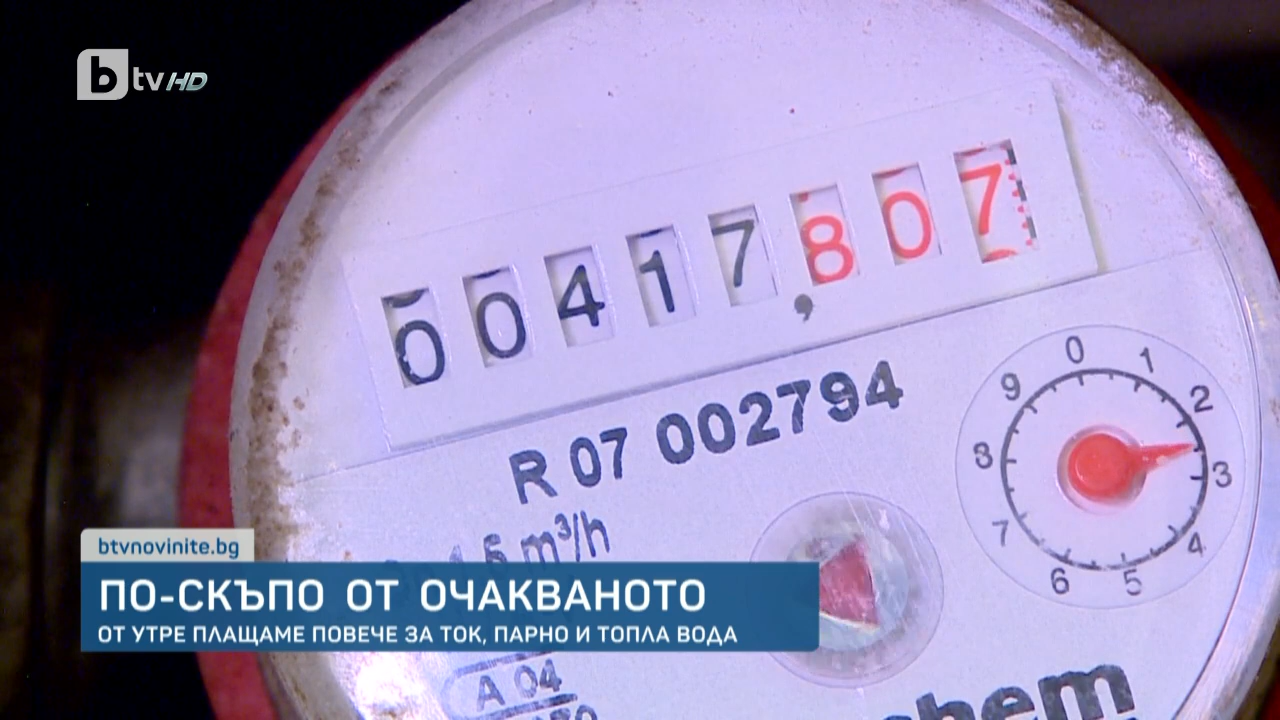 btv HD
00417,807
R 07 002794
m³/h
0
1
2
3
4
5
6
7
8
9
btvnovinite.bg
ПО-СКЪПО ОТ ОЧАКВАНОТО
ОТ УТРЕ ПЛАЩАМЕ ПОВЕЧЕ ЗА ТОК, ПАРНО И ТОПЛА ВОДА
A 04